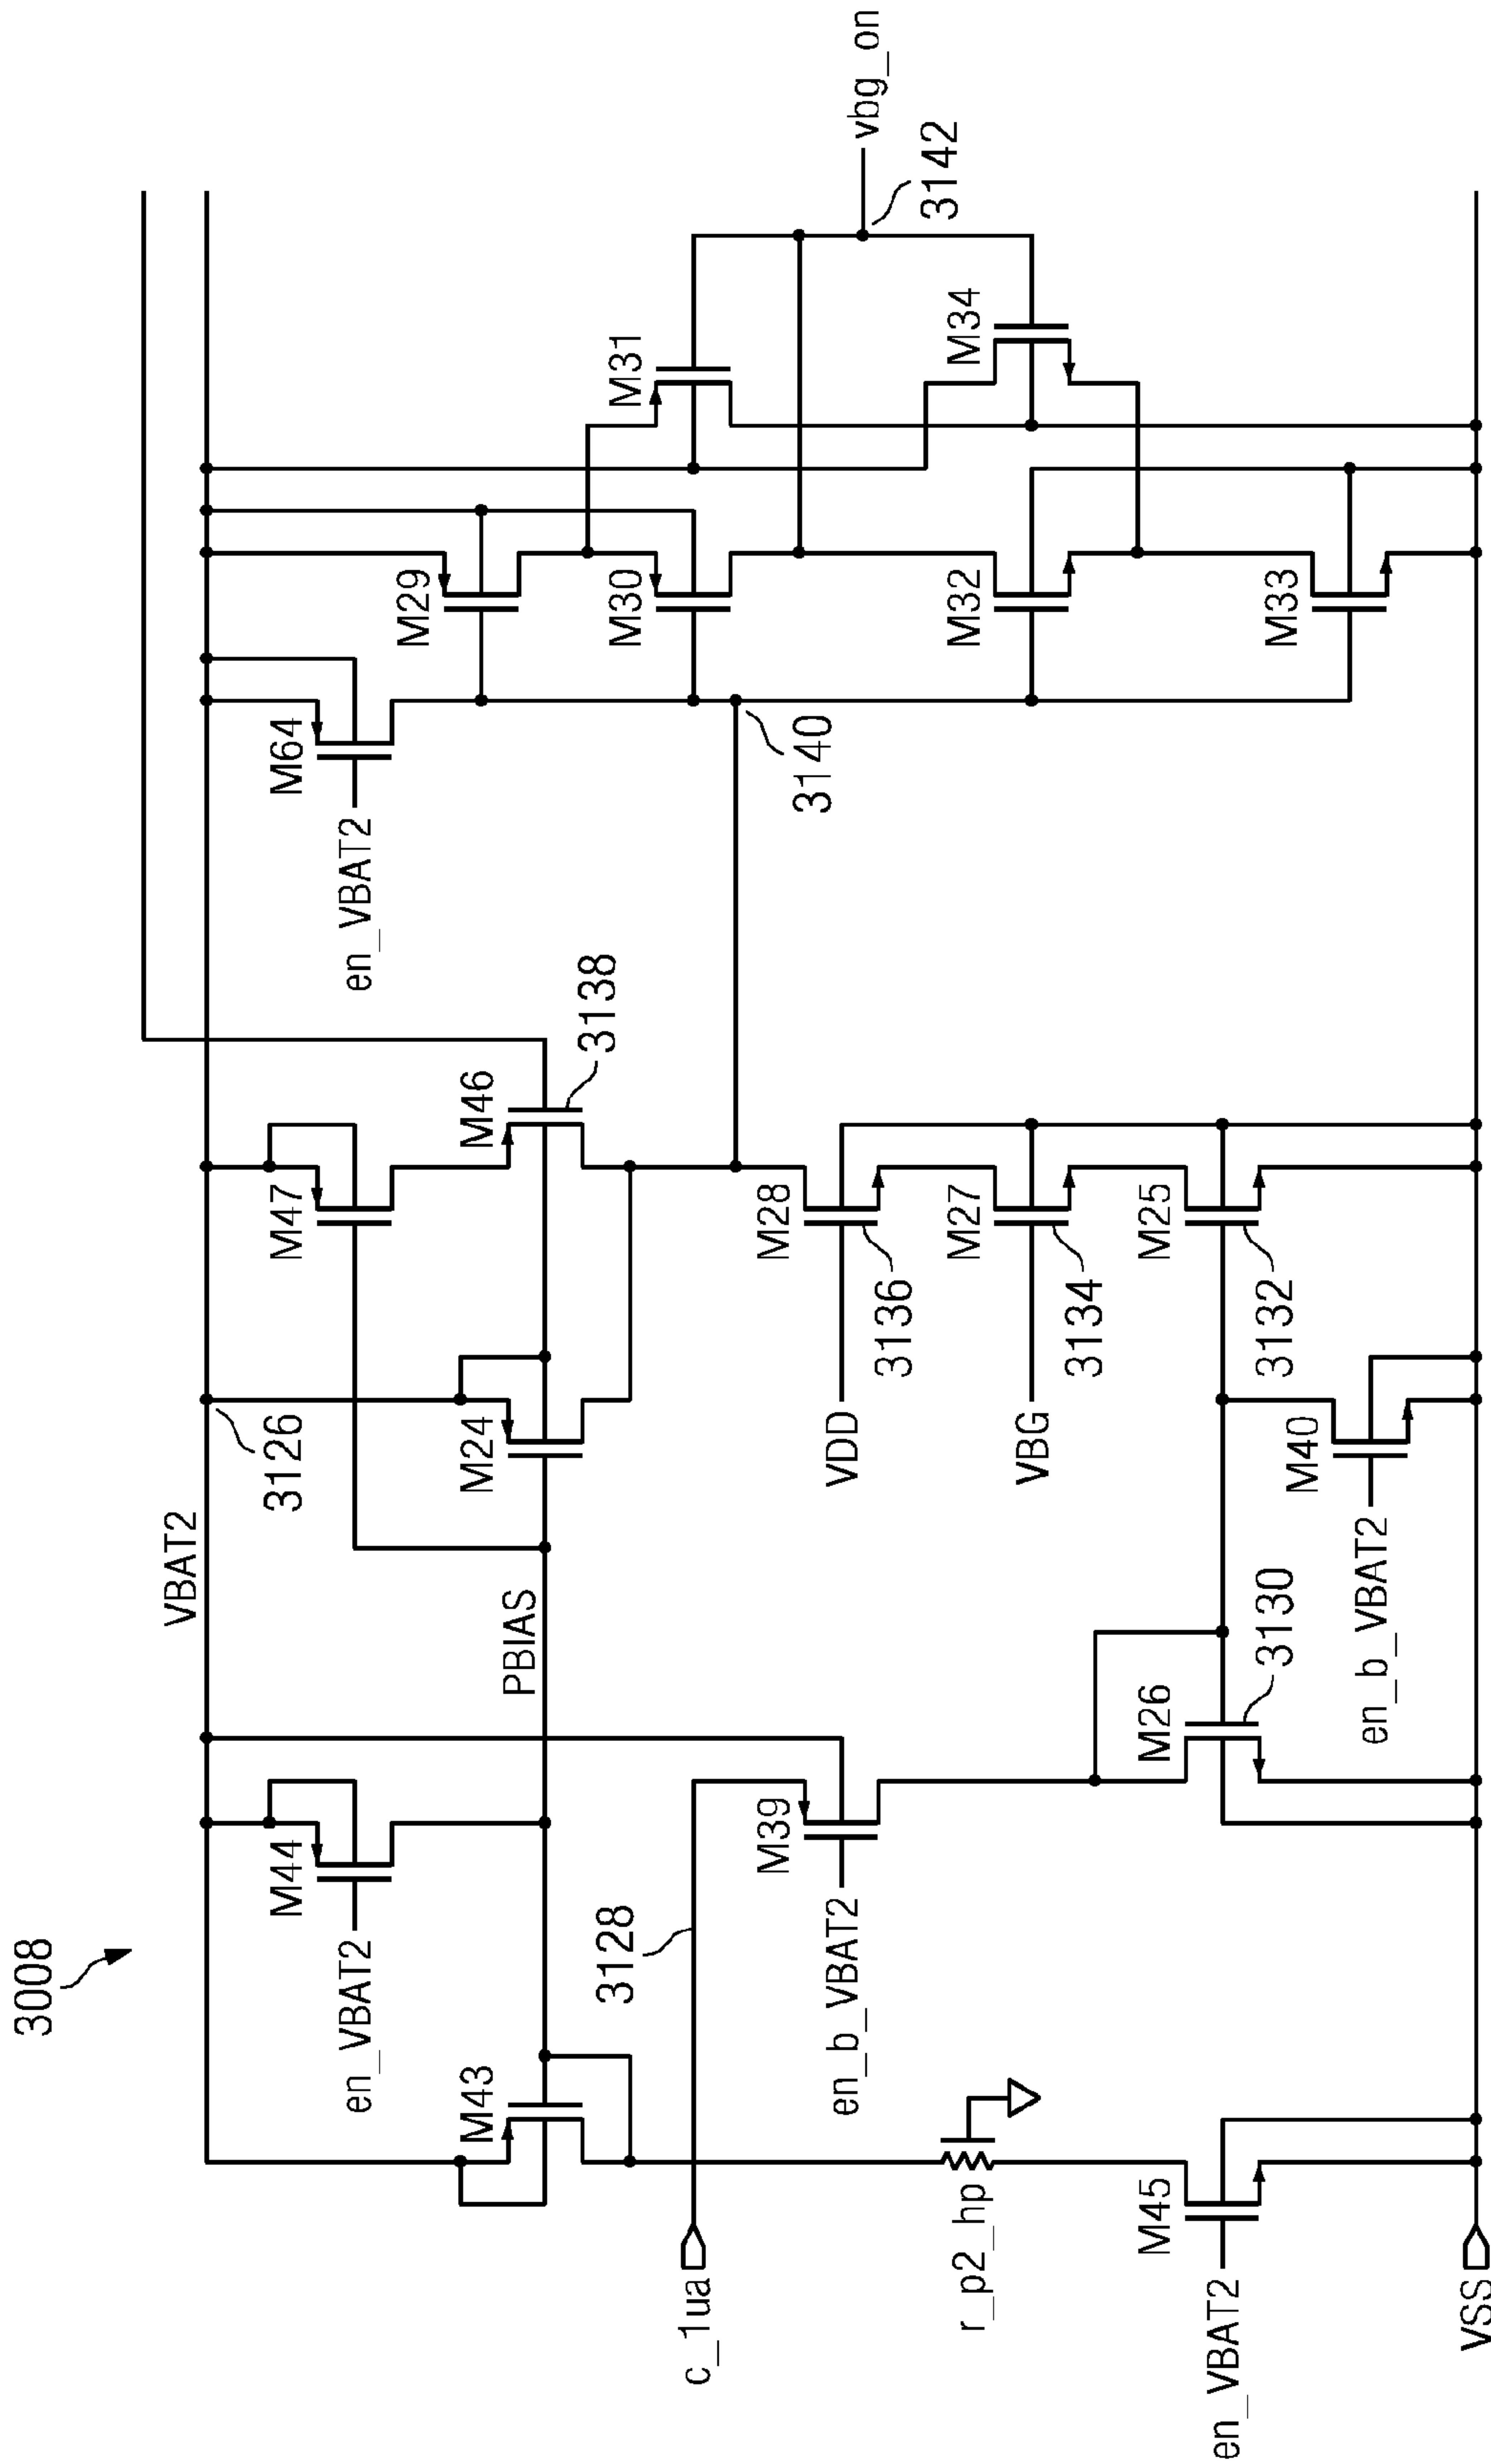 3008
VBAT2
3126
M44
en_VBAT2
M43
PBIAS
M47
M24
M46
3138
M64
en_VBAT2
3140
M29
M30
M31
M32
M33
M34
3142
vbg_on
c_1ua
3128
M39
en_b_VBAT2
r_p2_hp
M45
en_VBAT2
M26
3130
M40
en_b_VBAT2
VDD
M28
3136
VBG
M27
3134
M25
3132
VSS